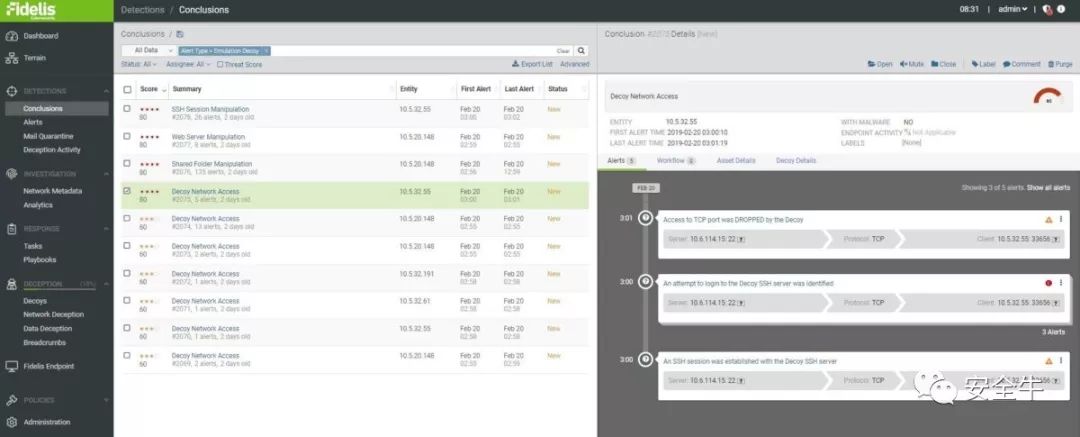 Fidelis
Cybersecurity
Detections / Conclusions
08:31
admin
Dashboard
Terrain
DETECTIONS
Conclusions
Alerts
Mail Quarantine
Deception Activity
INVESTIGATION
Network Metadata
Analytics
RESPONSE
Tasks
Playbooks
DECEPTION
Decoys
Network Deception
Data Deception
Breadcrumbs
Fidelis Endpoint
POLICIES
Administration
Conclusions /
All Data
Alert Type = Simulation Decoy
Clear
Status: All
Assignee: All
Threat Score
Export List
Advanced
Score
Summary
Entity
First Alert
Last Alert
Status
80
SSH Session Manipulation
#2078, 26 alerts, 2 days old
10.5.32.55
Feb 20
03:00
Feb 20
03:02
New
80
Web Server Manipulation
#2077, 8 alerts, 2 days old
10.5.20.148
Feb 20
02:55
Feb 20
02:55
New
80
Shared Folder Manipulation
#2076, 135 alerts, 2 days old
10.5.20.148
Feb 20
02:56
Feb 20
12:59
New
80
Decoy Network Access
#2075, 5 alerts, 2 days old
10.5.32.55
Feb 20
03:00
Feb 20
03:01
New
60
Decoy Network Access
#2074, 13 alerts, 2 days old
10.5.20.148
Feb 20
02:55
Feb 20
02:55
New
60
Decoy Network Access
#2073, 2 alerts, 2 days old
10.5.20.148
Feb 20
02:55
Feb 20
02:55
New
60
Decoy Network Access
#2072, 1 alerts, 2 days old
10.5.32.191
Feb 20
02:58
Feb 20
02:58
New
60
Decoy Network Access
#2071, 1 alerts, 2 days old
10.5.32.61
Feb 20
02:58
Feb 20
02:58
New
60
Decoy Network Access
#2070, 1 alerts, 2 days old
10.5.32.55
Feb 20
02:58
Feb 20
02:58
New
60
Decoy Network Access
#2069, 2 alerts, 2 days old
10.5.20.148
Feb 20
02:55
Feb 20
02:55
New
Conclusion #2075 Details [New]
Open
Mute
Close
Label
Comment
Purge
Decoy Network Access
80
ENTITY 10.5.32.55
FIRST ALERT TIME 2019-02-20 03:00:10
LAST ALERT TIME 2019-02-20 03:01:19
WITH MALWARE NO
ENDPOINT ACTIVITY Not Applicable
LABELS [None]
Alerts 5
Workflow
Asset Details
Decoy Details
FEB-20
Showing 3 of 5 alerts. Show all alerts
3:01
Access to TCP port was DROPPED by the Decoy
Server: 10.6.114.15: 22
Protocol: TCP
Client: 10.5.32.55: 33656
3:00
An attempt to login to the Decoy SSH server was identified
Server: 10.6.114.15: 22
Protocol: TCP
Client: 10.5.32.55: 33656
3 Alerts
3:00
An SSH session was established with the Decoy SSH server
Server: 10.6.114.15: 22
Protocol: TCP
安全牛